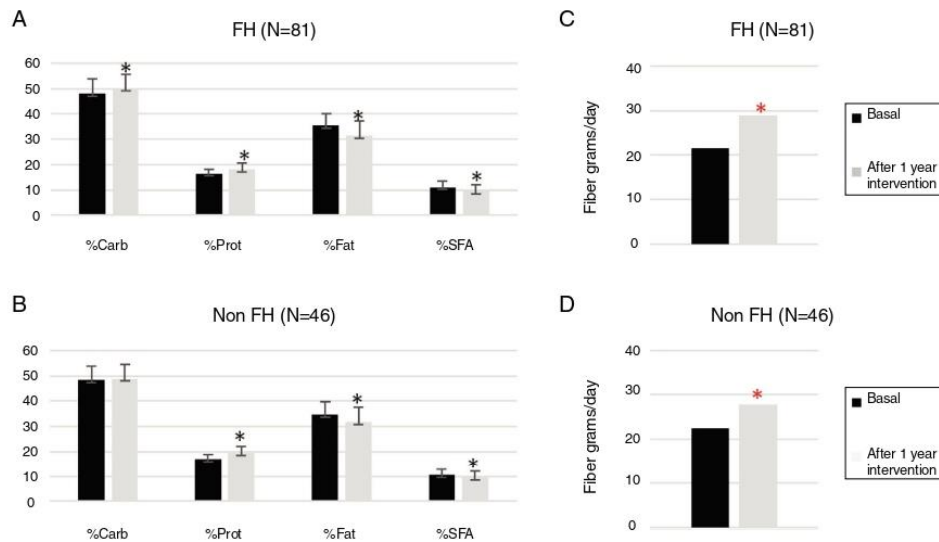 A
FH (N=81)
60
50
40
30
20
10
0
*
*
*
*
%Carb %Prot %Fat %SFA
C
FH (N=81)
Fiber grams/day
40
30
20
10
0
*
Basal
After 1 year
intervention
B
Non FH (N=46)
60
50
40
30
20
10
0
*
*
*
%Carb %Prot %Fat %SFA
D
Non FH (N=46)
Fiber grams/day
40
30
20
10
0
*
Basal
After 1 year
intervention